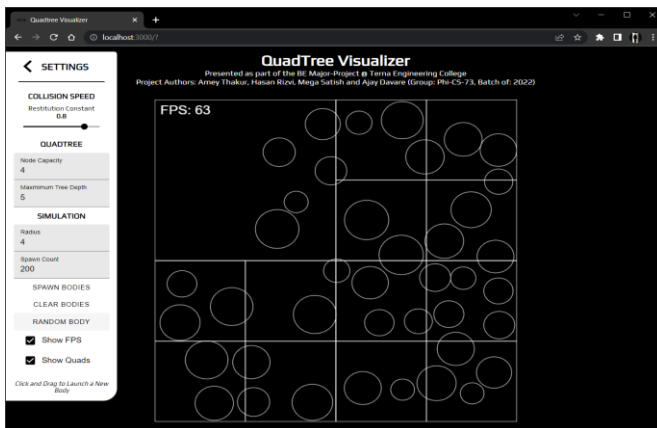 Quadtree Visualizer
localhost:3000/?
SETTINGS
COLLISION SPEED
Restitution Constant
0.8
QUADTREE
Node Capacity
4
Maxmimum Tree Depth
5
SIMULATION
Radius
4
Spawn Count
200
SPAWN BODIES
CLEAR BODIES
RANDOM BODY
Show FPS
Show Quads
Click and Drag to Launch a New
Body
QuadTree Visualizer
Presented as part of the BE Major-Project @ Terna Engineering College
Project Authors: Amey Thakur, Hasan Rizvi, Mega Satish and Ajay Davare (Group: Phi-CS-73, Batch of: 2022)
FPS: 63